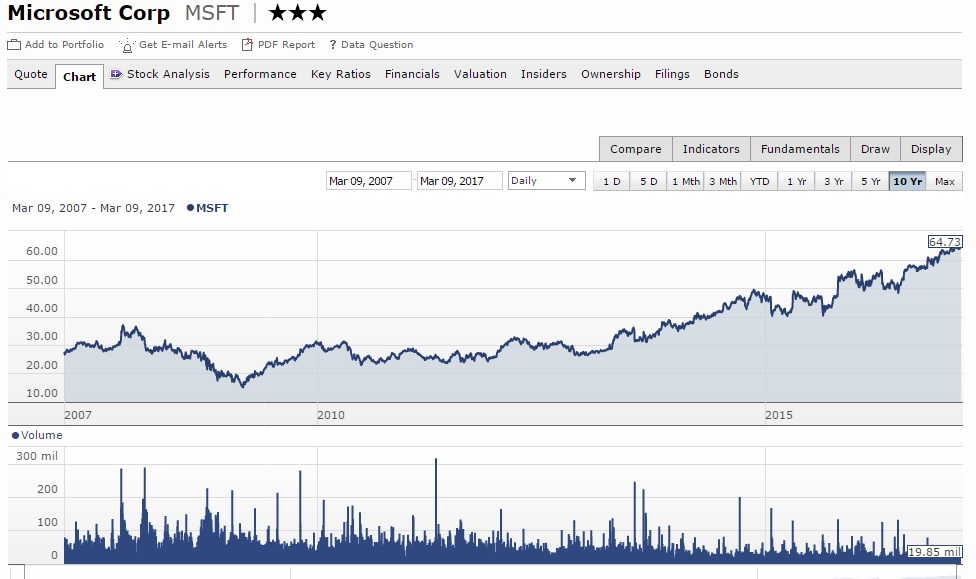 Microsoft Corp MSFT | ★★★
Add to Portfolio Get E-mail Alerts PDF Report ? Data Question
Quote Chart Stock Analysis Performance Key Ratios Financials Valuation Insiders Ownership Filings Bonds
Compare Indicators Fundamentals Draw Display
Mar 09, 2007 - Mar 09, 2017 Daily 1 D 5 D 1 Mth 3 Mth YTD 1 Yr 3 Yr 5 Yr 10 Yr Max
Mar 09, 2007 - Mar 09, 2017 MSFT
64.73
60.00
50.00
40.00
30.00
20.00
10.00
2007 2010 2015
Volume
300 mil
200
100
0
19.85 mil